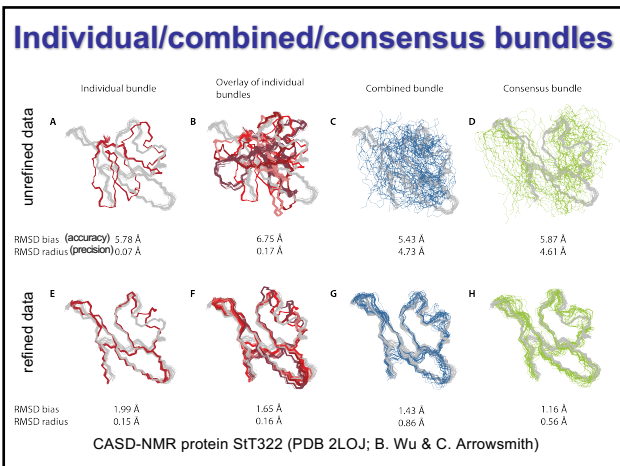 Individual/combined/consensus bundles
Individual bundle
Overlay of individual
bundles
Combined bundle
Consensus bundle
unrefined data
A
B
C
D
RMSD bias (accuracy) 5.78 Å 6.75 Å 5.43 Å 5.87 Å
RMSD radius (precision) 0.07 Å 0.17 Å 4.73 Å 4.61 Å
refined data
E
F
G
H
RMSD bias 1.99 Å 1.65 Å 1.43 Å 1.16 Å
RMSD radius 0.15 Å 0.16 Å 0.86 Å 0.56 Å
CASD-NMR protein StT322 (PDB 2LOJ; B. Wu & C. Arrowsmith)